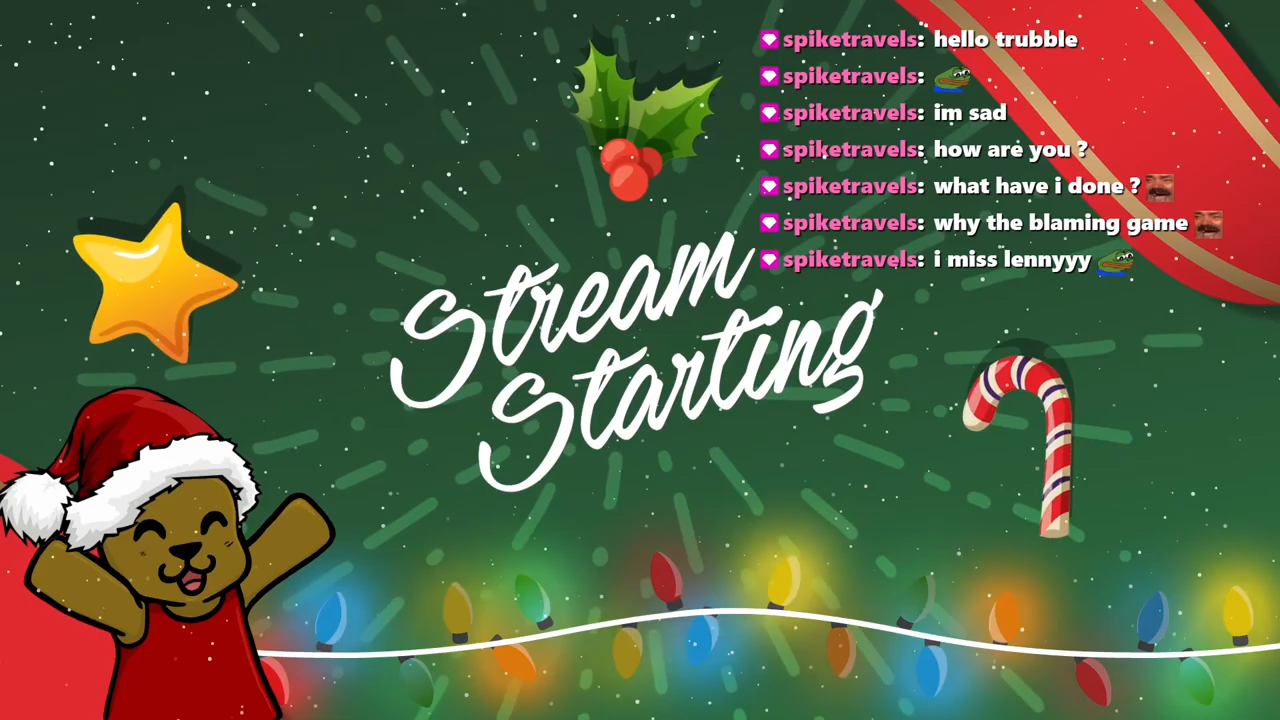 spiketravels: hello trubble
spiketravels:
spiketravels: im sad
spiketravels: how are you ?
spiketravels: what have i done ?
spiketravels: why the blaming game
spiketravels: i miss lennyyy
Stream
Starting